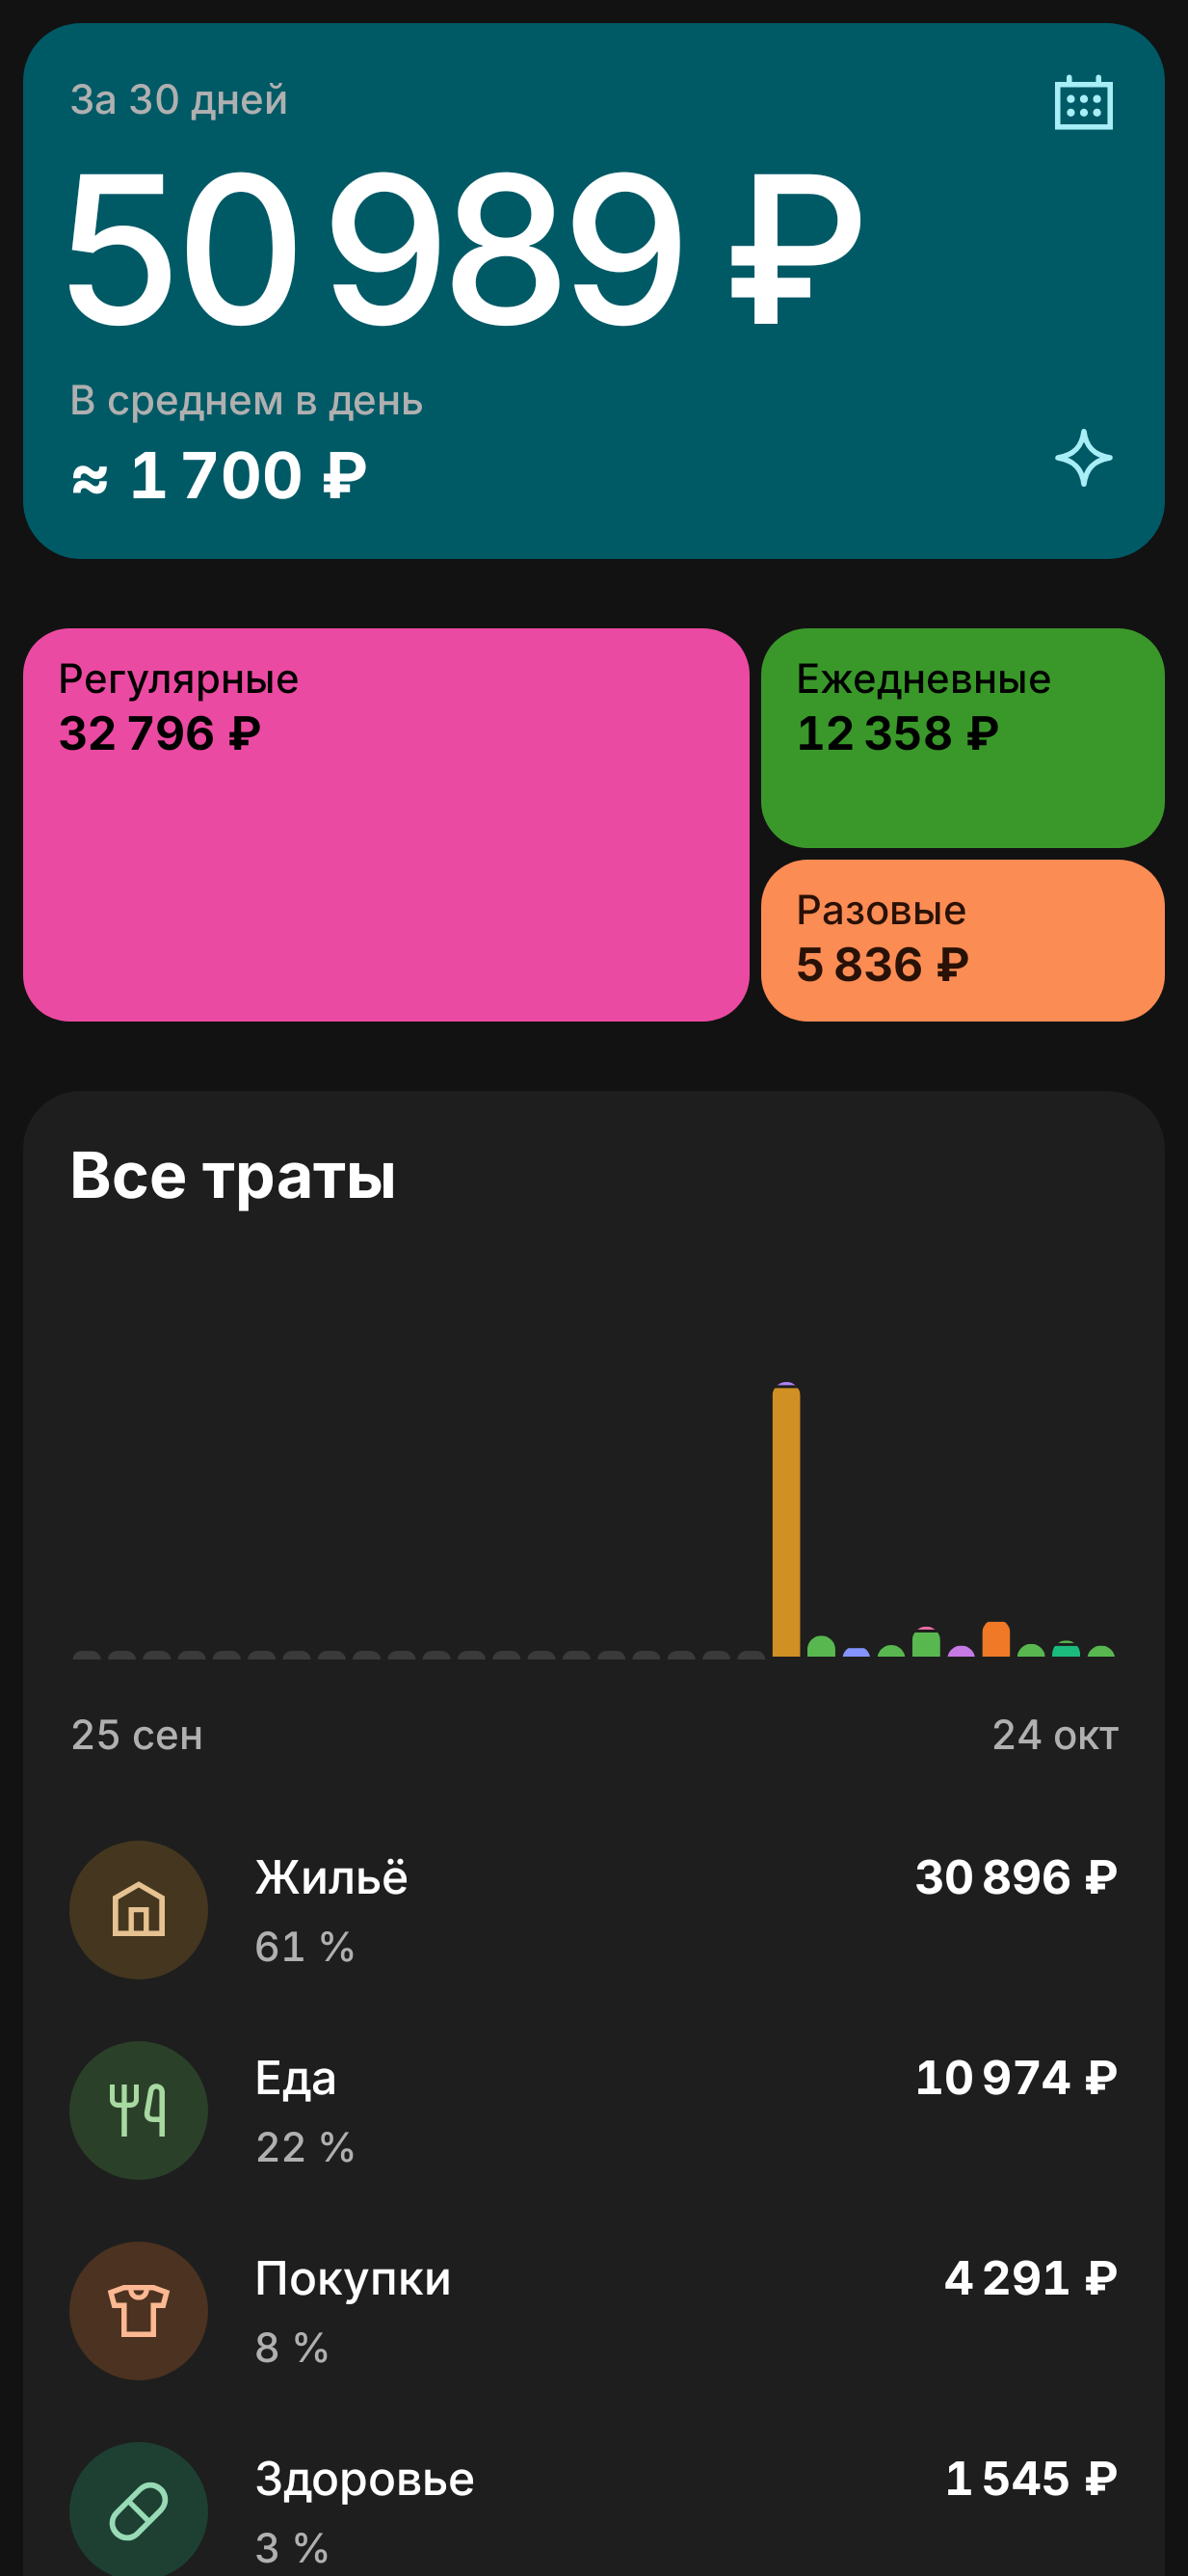 За 30 дней
50 989 ₽
В среднем в день
≈ 1 700 ₽
Регулярные
32 796 ₽
Ежедневные
12 358 ₽
Разовые
5 836 ₽
Все траты
25 сен
24 окт
Жильё
30 896 ₽
61 %
Еда
10 974 ₽
22 %
Покупки
4 291 ₽
8 %
Здоровье
1 545 ₽
3 %